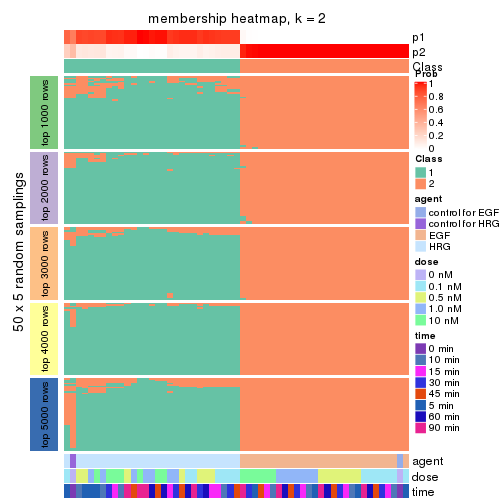 membership heatmap, k = 2
p1
p2
Class
50 x 5 random samplings
top 1000 rows
top 2000 rows
top 3000 rows
top 4000 rows
top 5000 rows
Prob
1
0.8
0.6
0.4
0.2
0
Class
1
2
agent
control for EGF
control for HRG
EGF
HRG
dose
0 nM
0.1 nM
0.5 nM
1.0 nM
10 nM
time
0 min
10 min
15 min
30 min
45 min
5 min
60 min
90 min
agent
dose
time